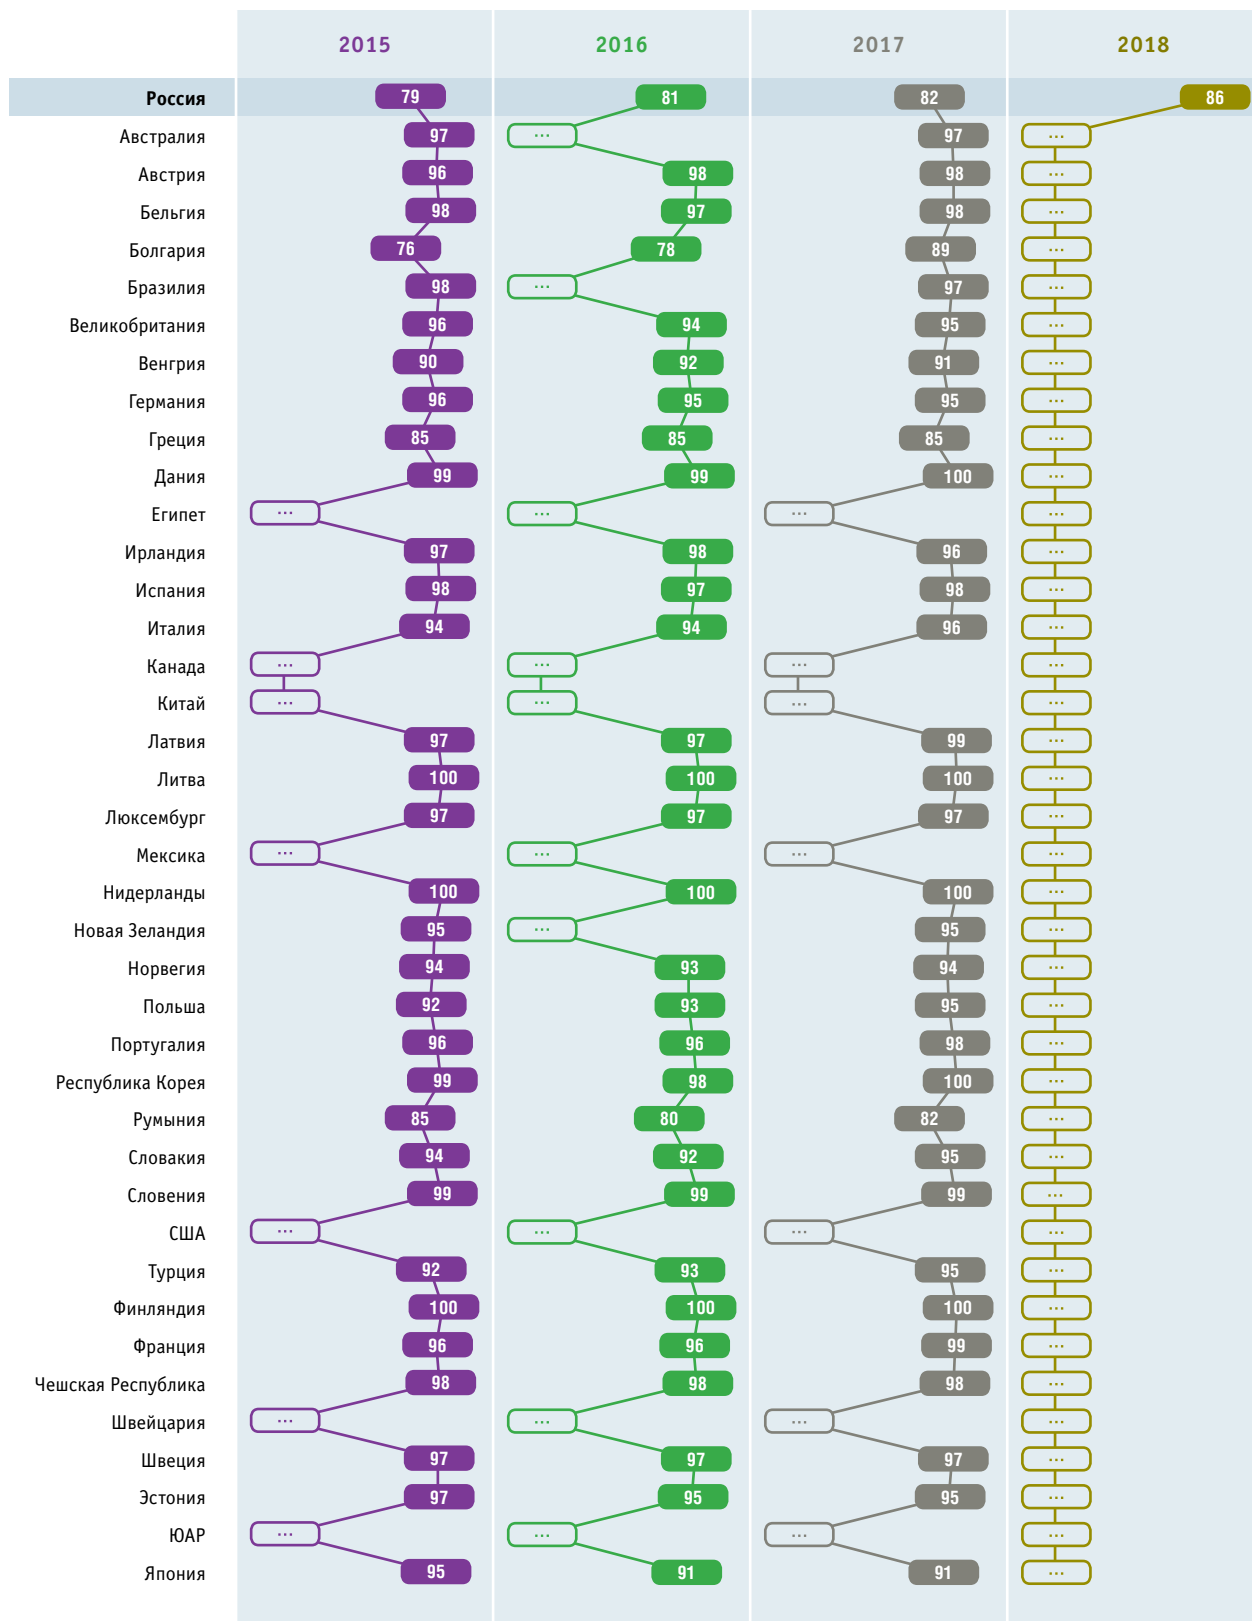 2015 2016 2017 2018
Россия 79 81 82 86
Австралия 97 ... 97 ...
Австрия 96 98 98 ...
Бельгия 98 97 98 ...
Болгария 76 78 89 ...
Бразилия 98 ... 97 ...
Великобритания 96 94 95 ...
Венгрия 90 92 91 ...
Германия 96 95 95 ...
Греция 85 85 85 ...
Дания 99 99 100 ...
Египет ... ... ... ...
Ирландия 97 98 96 ...
Испания 98 97 98 ...
Италия 94 94 96 ...
Канада ... ... ... ...
Китай ... ... ... ...
Латвия 97 97 99 ...
Литва 100 100 100 ...
Люксембург 97 97 97 ...
Мексика ... ... ... ...
Нидерланды 100 100 100 ...
Новая Зеландия 95 ... 95 ...
Норвегия 94 93 94 ...
Польша 92 93 95 ...
Португалия 96 96 98 ...
Республика Корея 99 98 100 ...
Румыния 85 80 82 ...
Словакия 94 92 95 ...
Словения 99 99 99 ...
США ... ... ... ...
Турция 92 93 95 ...
Финляндия 100 100 100 ...
Франция 96 96 99 ...
Чешская Республика 98 98 98 ...
Швейцария ... ... ... ...
Швеция 97 97 97 ...
Эстония 97 95 95 ...
ЮАР ... ... ... ...
Япония 95 91 91 ...